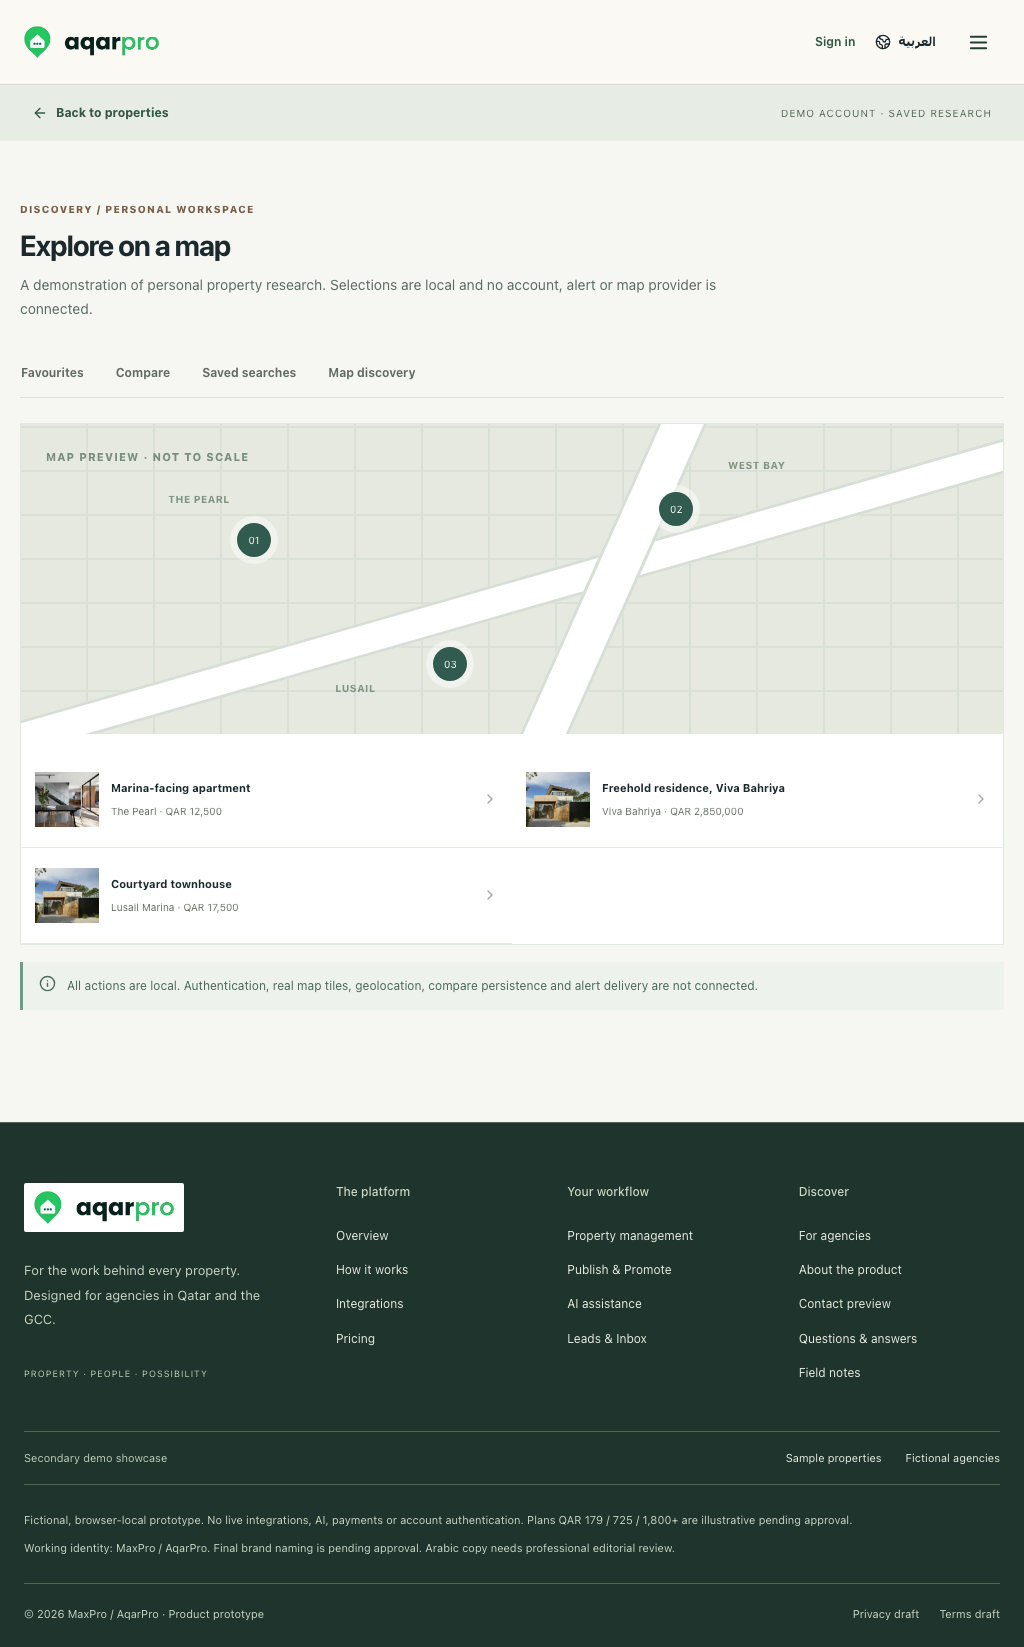 aqarpro
Sign in
العربية
Back to properties
DEMO ACCOUNT · SAVED RESEARCH
DISCOVERY / PERSONAL WORKSPACE
Explore on a map
A demonstration of personal property research. Selections are local and no account, alert or map provider is
connected.
Favourites
Compare
Saved searches
Map discovery
MAP PREVIEW · NOT TO SCALE
WEST BAY
THE PEARL
02
01
03
LUSAIL
Marina-facing apartment
The Pearl · QAR 12,500
Freehold residence, Viva Bahriya
Viva Bahriya · QAR 2,850,000
Courtyard townhouse
Lusail Marina · QAR 17,500
All actions are local. Authentication, real map tiles, geolocation, compare persistence and alert delivery are not connected.
aqarpro
For the work behind every property.
Designed for agencies in Qatar and the
GCC.
PROPERTY · PEOPLE · POSSIBILITY
The platform
Overview
How it works
Integrations
Pricing
Your workflow
Property management
Publish & Promote
AI assistance
Leads & Inbox
Discover
For agencies
About the product
Contact preview
Questions & answers
Field notes
Secondary demo showcase
Sample properties
Fictional agencies
Fictional, browser-local prototype. No live integrations, AI, payments or account authentication. Plans QAR 179 / 725 / 1,800+ are illustrative pending approval.
Working identity: MaxPro / AqarPro. Final brand naming is pending approval. Arabic copy needs professional editorial review.
© 2026 MaxPro / AqarPro · Product prototype
Privacy draft
Terms draft